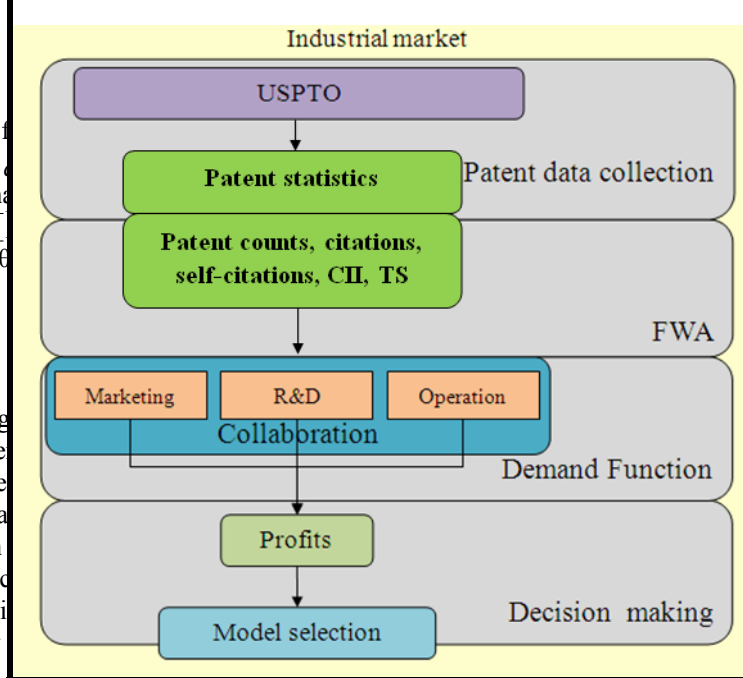 Industrial market
USPTO
Patent statistics
Patent data collection
Patent counts, citations,
self-citations, CII, TS
FWA
Marketing
R&D
Operation
Collaboration
Demand Function
Profits
Decision making
Model selection